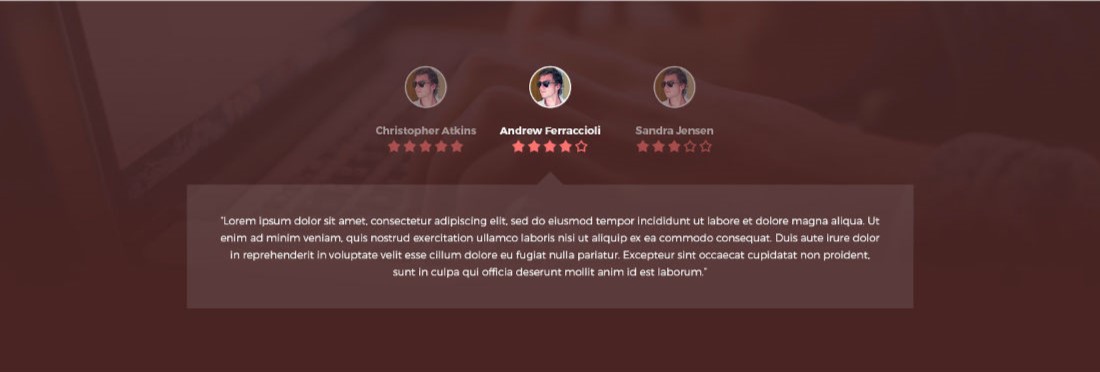 Christopher Atkins Andrew Ferraccioli Sandra Jensen
"Lorem ipsum dolor sit amet, consectetur adipiscing elit, sed do eiusmod tempor incididunt ut labore et dolore magna aliqua. Ut
enim ad minim veniam, quis nostrud exercitation ullamco laboris nisi ut aliquip ex ea commodo consequat. Duis aute irure dolor
in reprehenderit in voluptate velit esse cillum dolore eu fugiat nulla pariatur. Excepteur sint occaecat cupidatat non proident,
sunt in culpa qui officia deserunt mollit anim id est laborum."